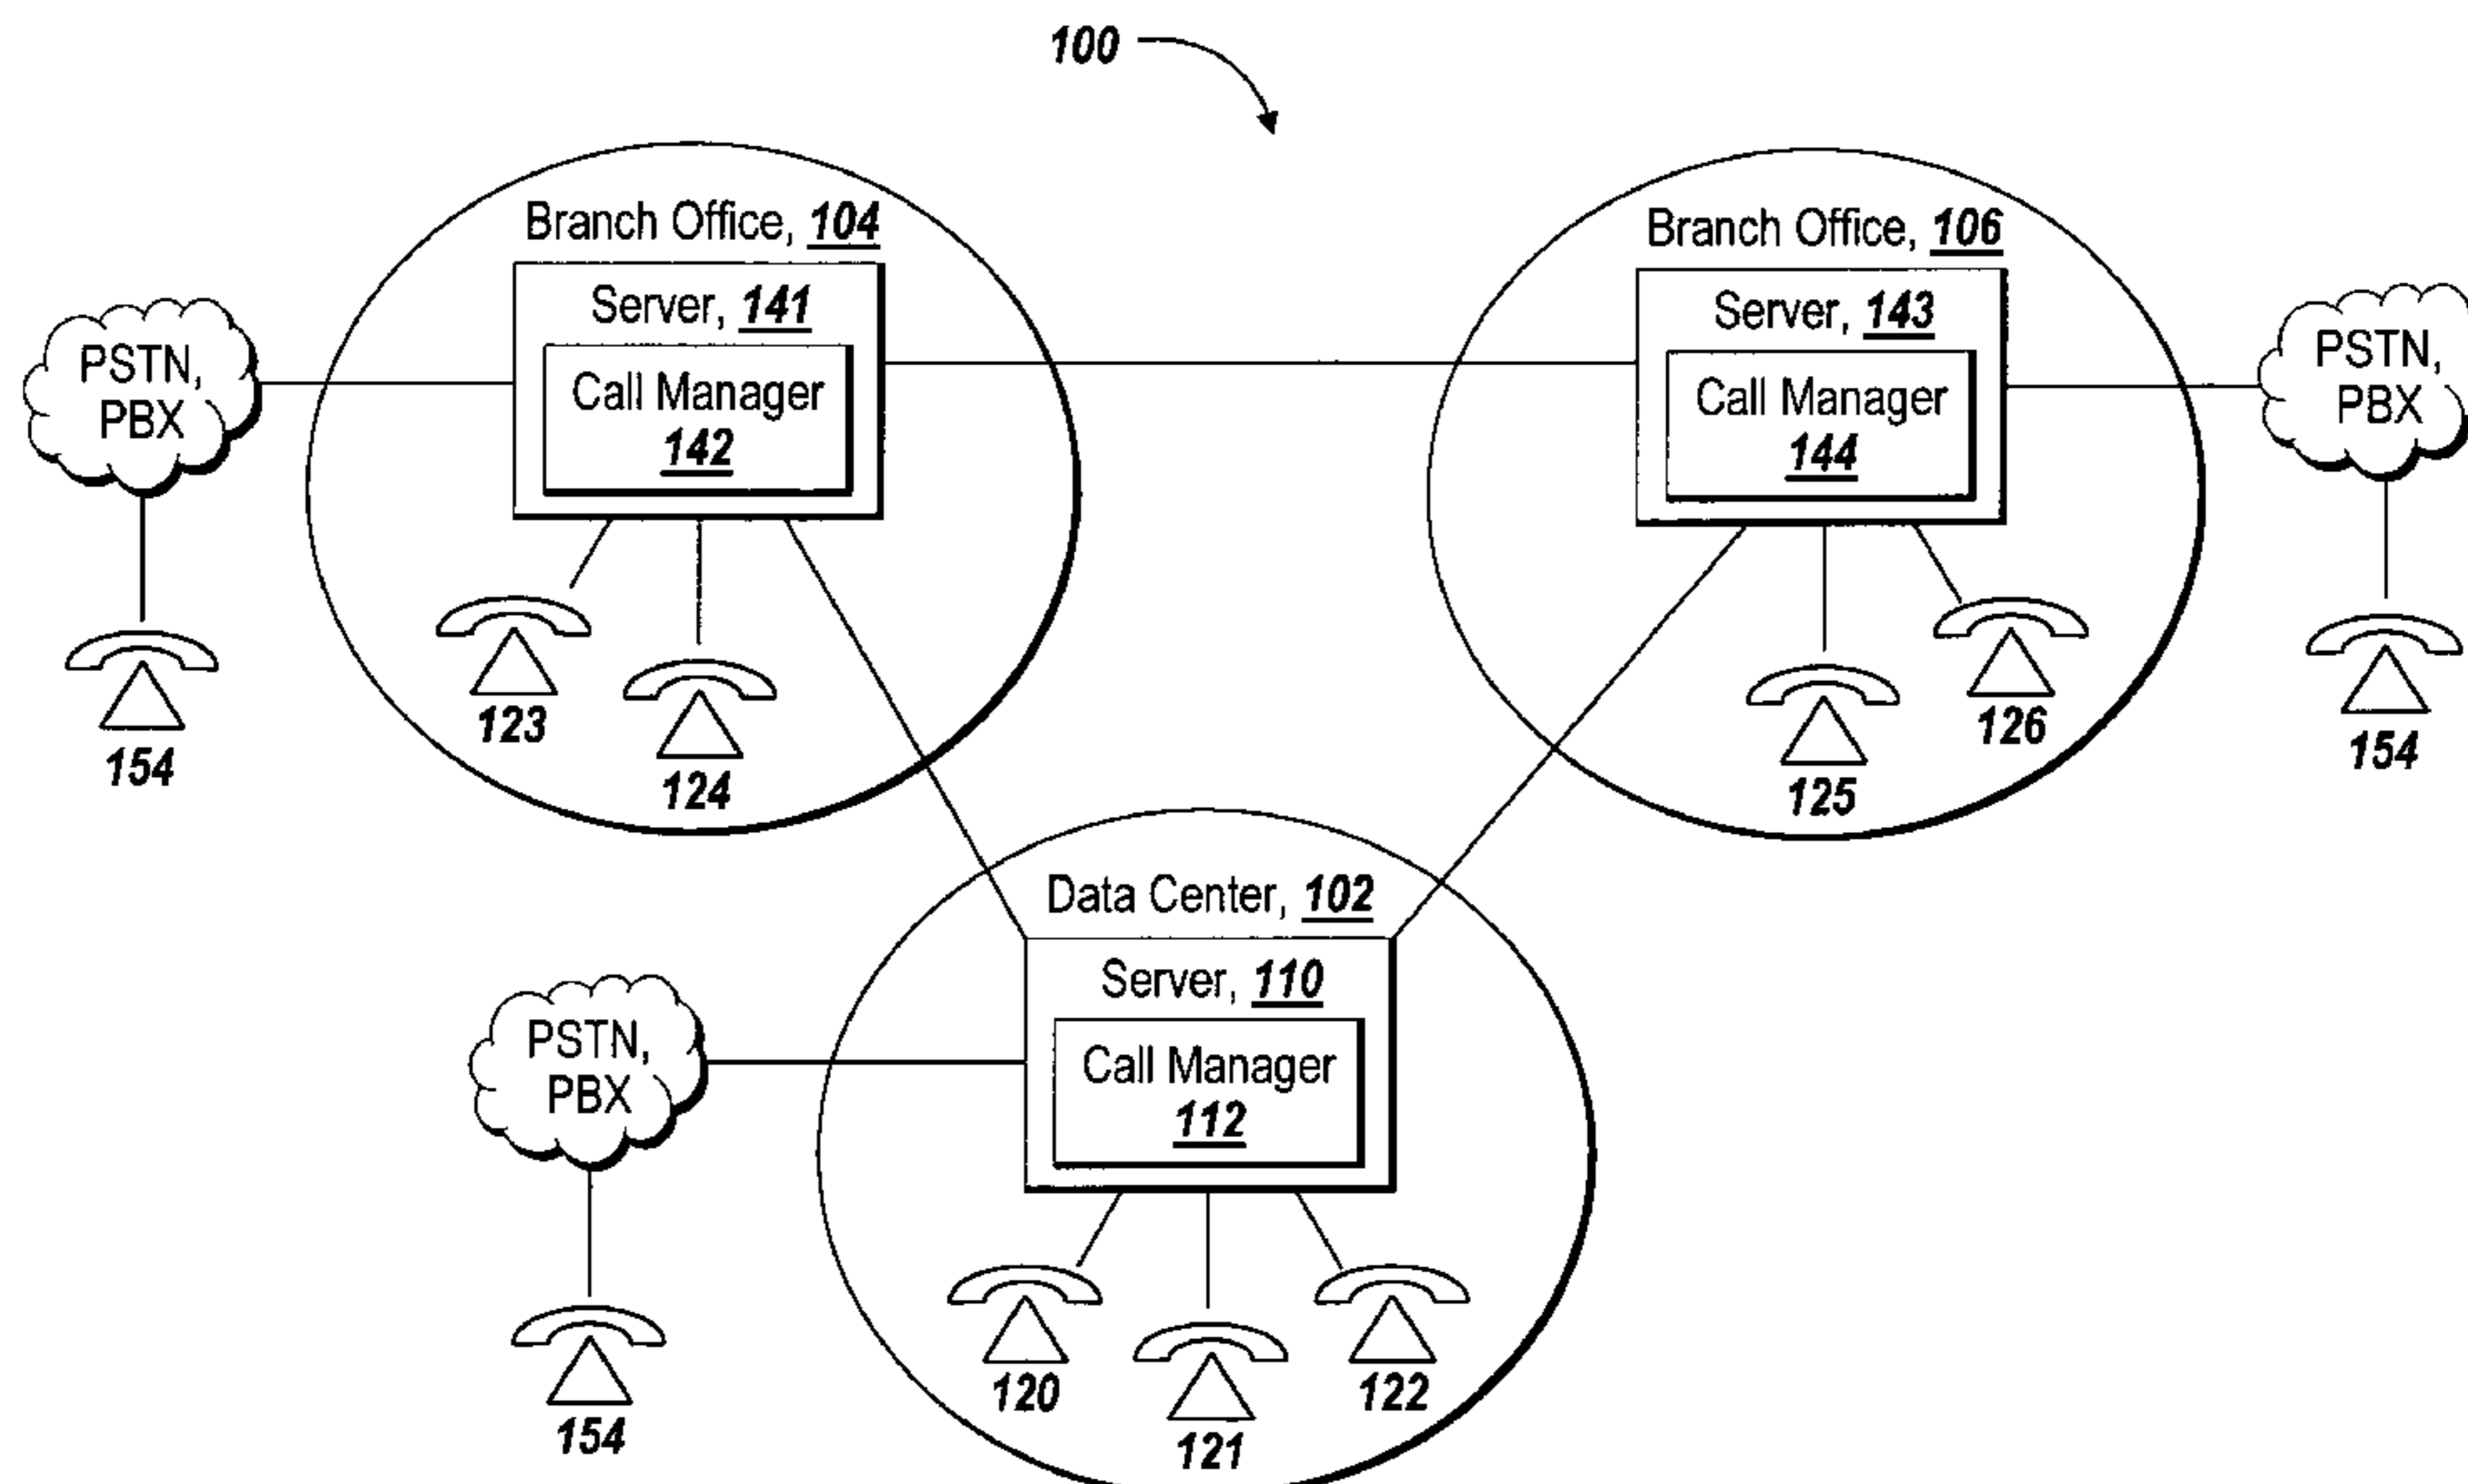 100
Branch Office, 104
Server, 141
Call Manager
142
PSTN,
PBX
154
123
124
Branch Office, 106
Server, 143
Call Manager
144
PSTN,
PBX
154
125
126
Data Center, 102
Server, 110
Call Manager
112
PSTN,
PBX
154
120
121
122